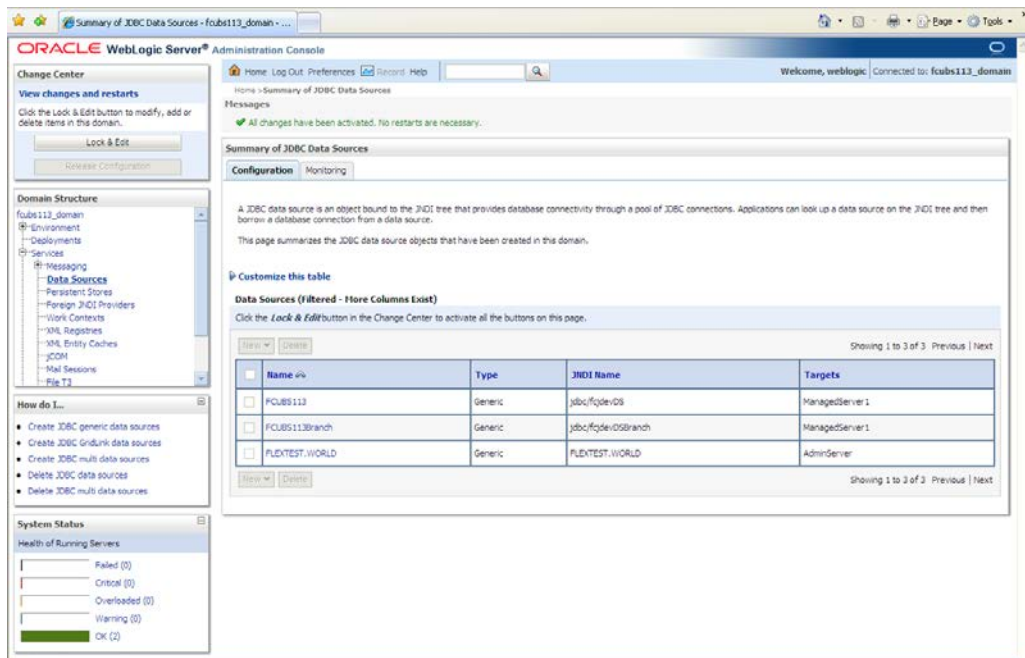 Summary of JDBC Data Sources - fcubs113_domain - ...
Page
Tools
ORACLE WebLogic Server® Administration Console
Change Center
View changes and restarts
Click the Lock & Edit button to modify, add or
delete items in this domain.
Lock & Edit
Release Configuration
Domain Structure
fcubs113_domain
Environment
Deployments
Services
Messaging
Data Sources
Persistent Stores
Foreign JNDI Providers
Work Contexts
XML Registries
XML Entity Caches
jCOM
Mail Sessions
File T3
How do I...
Create JDBC generic data sources
Create JDBC GridLink data sources
Create JDBC multi data sources
Delete JDBC data sources
Delete JDBC multi data sources
System Status
Health of Running Servers
Failed (0)
Critical (0)
Overloaded (0)
Warning (0)
OK (2)
Home Log Out Preferences Record Help
Welcome, weblogic Connected to: fcubs113_domain
Home >Summary of JDBC Data Sources
Messages
All changes have been activated. No restarts are necessary.
Summary of JDBC Data Sources
Configuration Monitoring
A JDBC data source is an object bound to the JNDI tree that provides database connectivity through a pool of JDBC connections. Applications can look up a data source on the JNDI tree and then
borrow a database connection from a data source.
This page summarizes the JDBC data source objects that have been created in this domain.
Customize this table
Data Sources (Filtered - More Columns Exist)
Click the Lock & Edit button in the Change Center to activate all the buttons on this page.
New Delete Showing 1 to 3 of 3 Previous | Next
Name Type JNDI Name Targets
FCUBS113 Generic jdbc/fcjdevDS ManagedServer1
FCUBS113Branch Generic jdbc/fcjdevDSBranch ManagedServer1
FLEXTEST.WORLD Generic FLEXTEST.WORLD AdminServer
New Delete Showing 1 to 3 of 3 Previous | Next